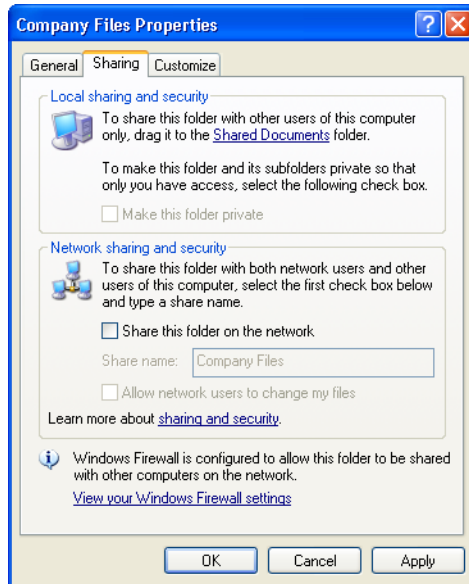 Company Files Properties
?
General
Sharing
Customize
Local sharing and security
To share this folder with other users of this computer
only, drag it to the Shared Documents folder.
To make this folder and its subfolders private so that
only you have access, select the following check box.
Make this folder private
Network sharing and security
To share this folder with both network users and other
users of this computer, select the first check box below
and type a share name.
Share this folder on the network
Share name: Company Files
Allow network users to change my files
Learn more about sharing and security.
Windows Firewall is configured to allow this folder to be shared
with other computers on the network.
View your Windows Firewall settings
OK
Cancel
Apply